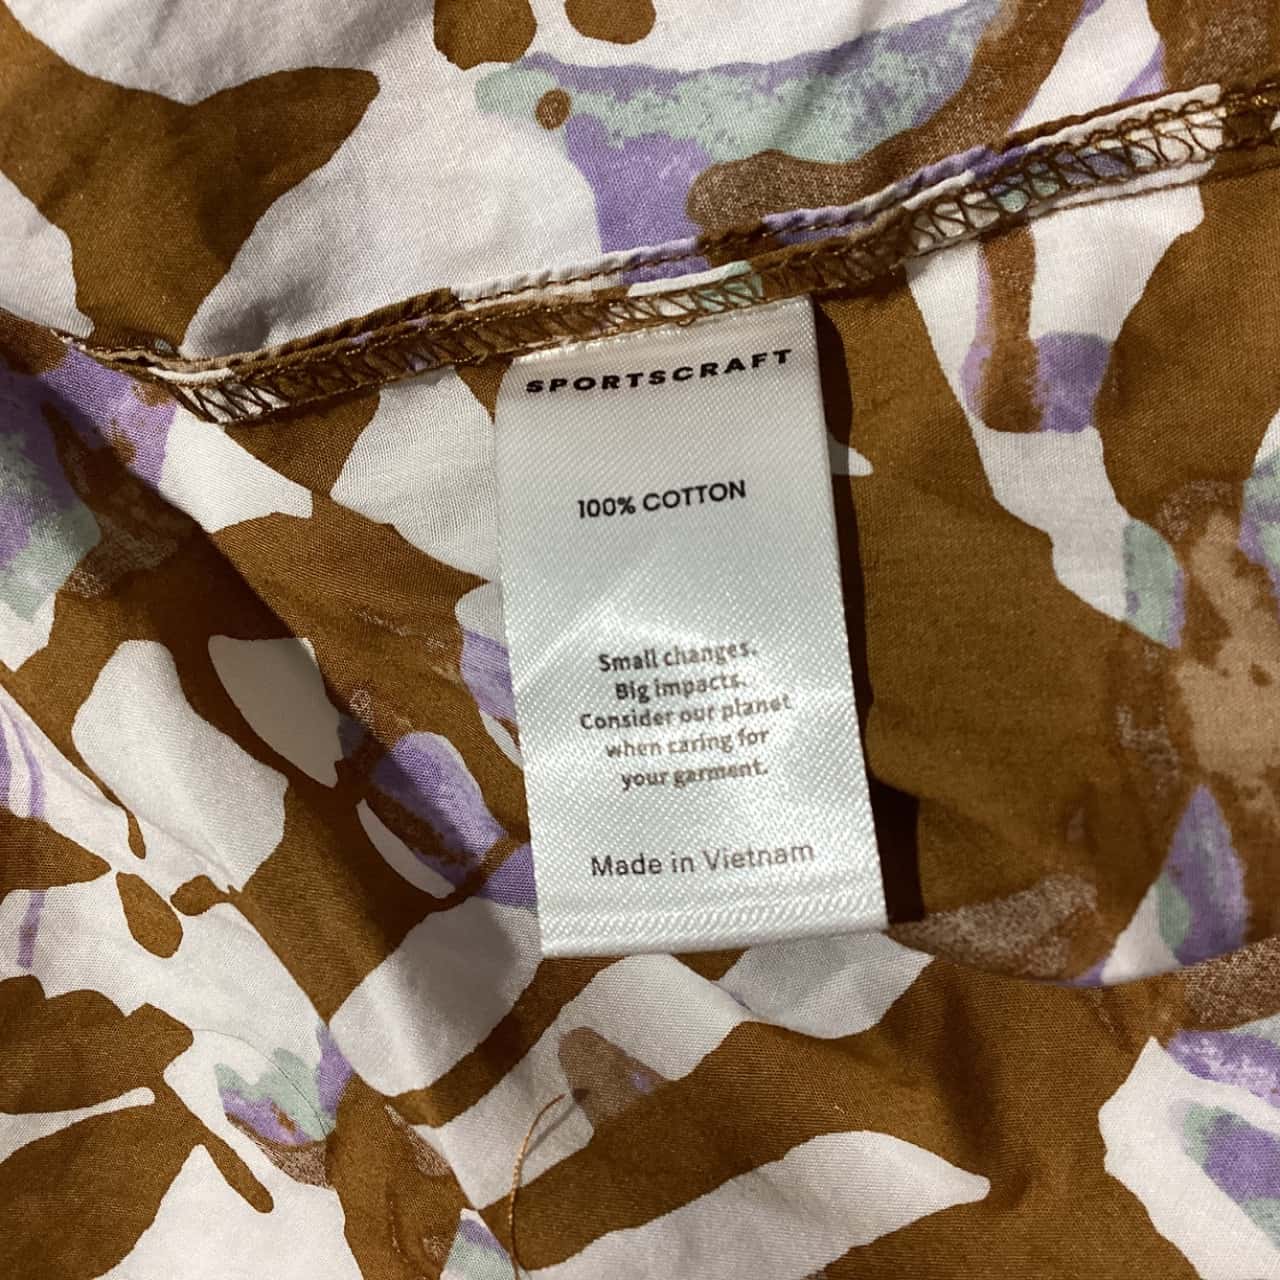 SPORTSCRAFT
100% COTTON
Small changes.
Big impacts.
Consider our planet
when caring for
your garment.
Made in Vietnam